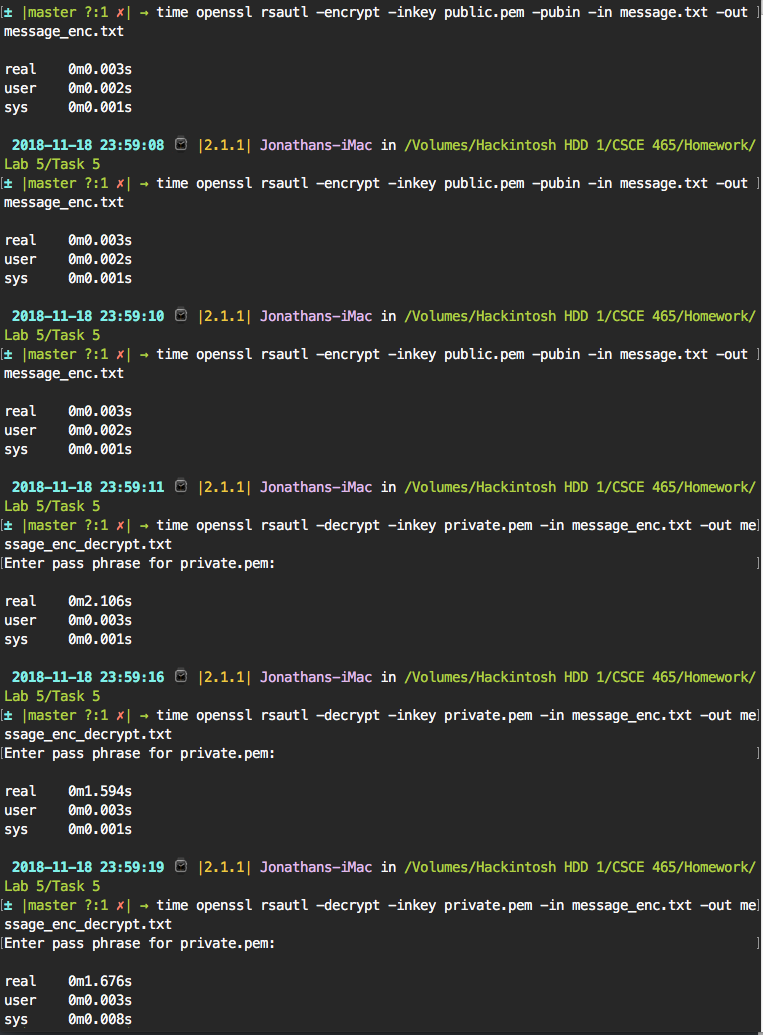 [± |master ?:1 ✗| → time openssl rsautl -encrypt -inkey public.pem -pubin -in message.txt -out ]
message_enc.txt
real 0m0.003s
user 0m0.002s
sys 0m0.001s
2018-11-18 23:59:08 |2.1.1| Jonathans-iMac in /Volumes/Hackintosh HDD 1/CSCE 465/Homework/
Lab 5/Task 5
[± |master ?:1 ✗| → time openssl rsautl -encrypt -inkey public.pem -pubin -in message.txt -out ]
message_enc.txt
real 0m0.003s
user 0m0.002s
sys 0m0.001s
2018-11-18 23:59:10 |2.1.1| Jonathans-iMac in /Volumes/Hackintosh HDD 1/CSCE 465/Homework/
Lab 5/Task 5
[± |master ?:1 ✗| → time openssl rsautl -encrypt -inkey public.pem -pubin -in message.txt -out ]
message_enc.txt
real 0m0.003s
user 0m0.002s
sys 0m0.001s
2018-11-18 23:59:11 |2.1.1| Jonathans-iMac in /Volumes/Hackintosh HDD 1/CSCE 465/Homework/
Lab 5/Task 5
[± |master ?:1 ✗| → time openssl rsautl -decrypt -inkey private.pem -in message_enc.txt -out me]
ssage_enc_decrypt.txt
[Enter pass phrase for private.pem: ]
real 0m2.106s
user 0m0.003s
sys 0m0.001s
2018-11-18 23:59:16 |2.1.1| Jonathans-iMac in /Volumes/Hackintosh HDD 1/CSCE 465/Homework/
Lab 5/Task 5
[± |master ?:1 ✗| → time openssl rsautl -decrypt -inkey private.pem -in message_enc.txt -out me]
ssage_enc_decrypt.txt
[Enter pass phrase for private.pem: ]
real 0m1.594s
user 0m0.003s
sys 0m0.001s
2018-11-18 23:59:19 |2.1.1| Jonathans-iMac in /Volumes/Hackintosh HDD 1/CSCE 465/Homework/
Lab 5/Task 5
[± |master ?:1 ✗| → time openssl rsautl -decrypt -inkey private.pem -in message_enc.txt -out me]
ssage_enc_decrypt.txt
[Enter pass phrase for private.pem: ]
real 0m1.676s
user 0m0.003s
sys 0m0.008s